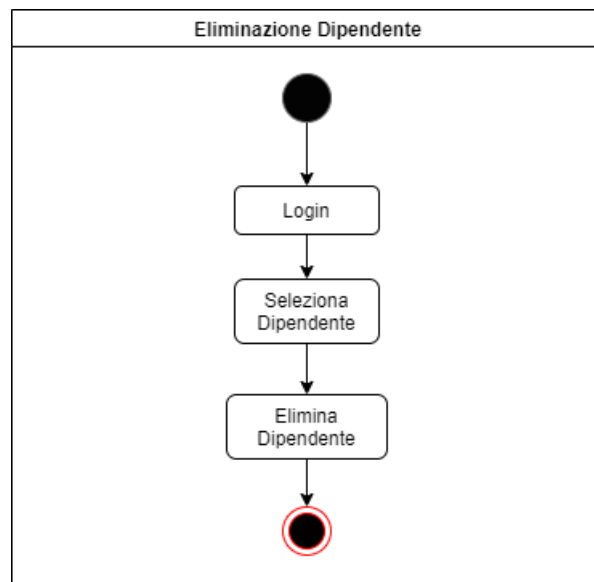 Eliminazione Dipendente
Login
Seleziona
Dipendente
Elimina
Dipendente